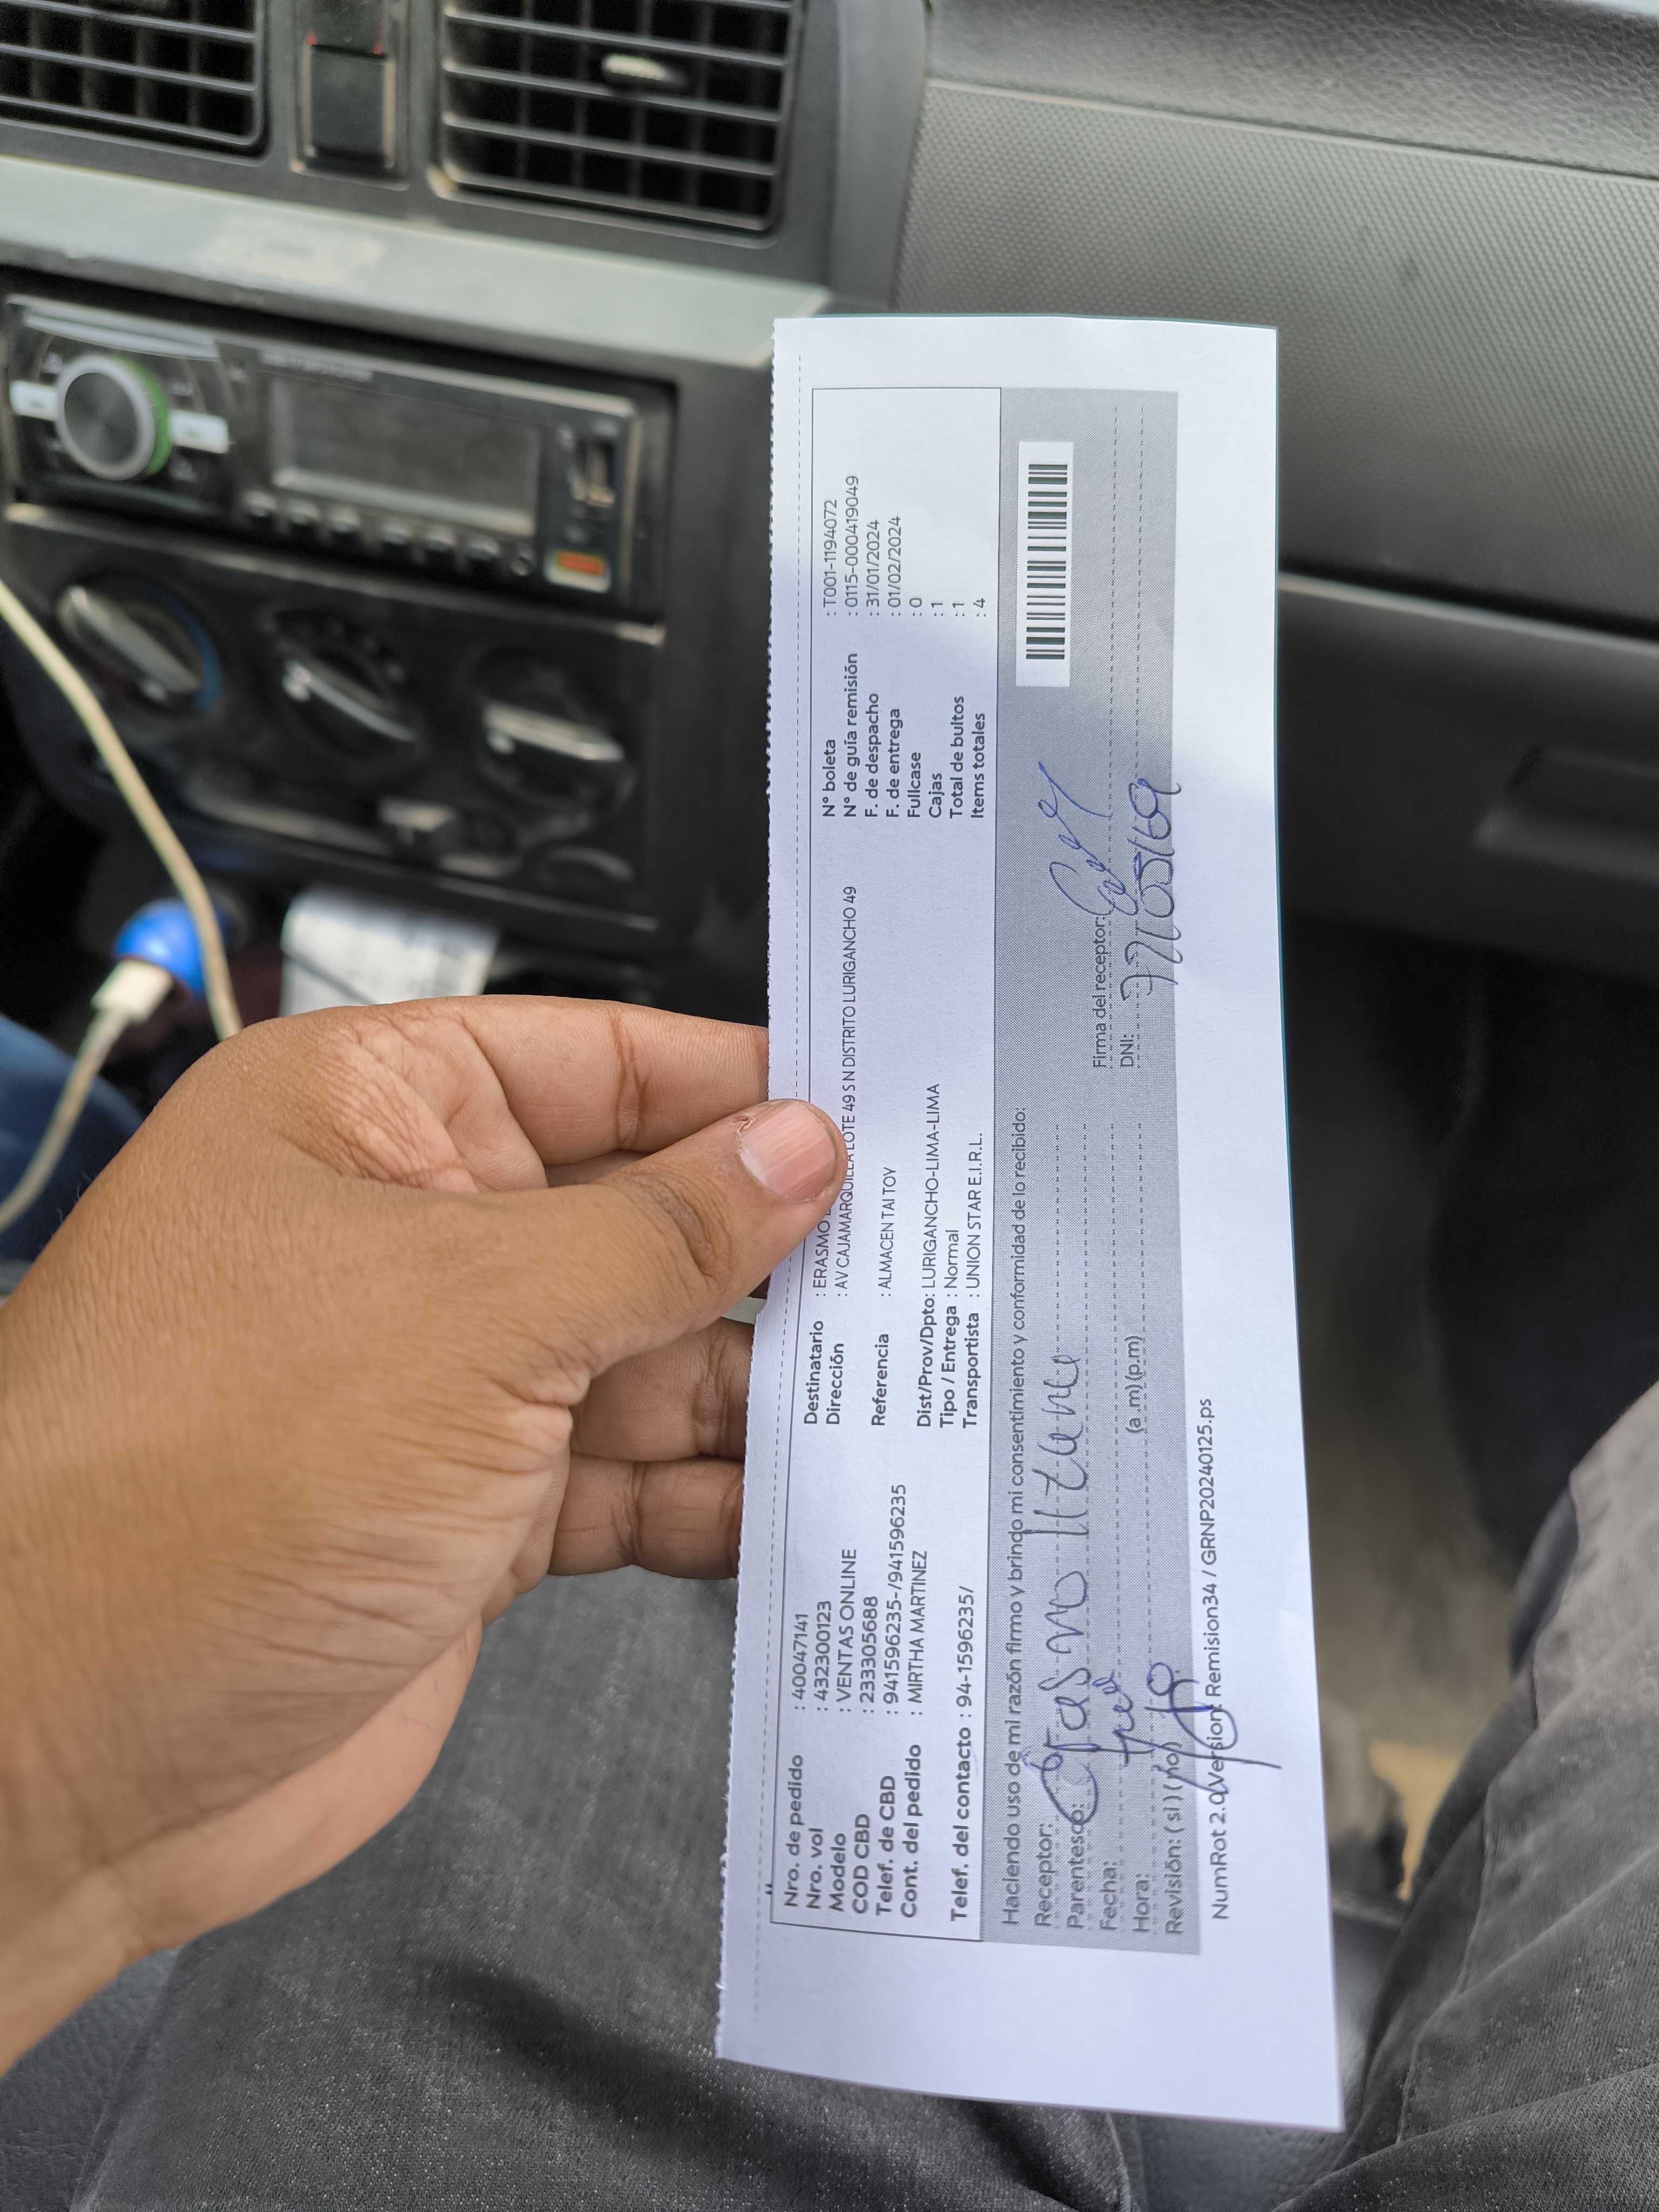 Nro. de pedido : 40047141
Nro. vol : 432300123
Modelo : VENTAS ONLINE
COD CBD : 233305688
Telef. de CBD : 941596235-/941596235
Cont. del pedido : MIRTHA MARTINEZ
Telef. del contacto : 94-1596235/
Destinatario : ERASMO
Dirección : AV CAJAMARQUILLA LOTE 49 S N DISTRITO LURIGANCHO 49
Referencia : ALMACEN TAI TOY
Dist/Prov/Dpto: LURIGANCHO-LIMA-LIMA
Tipo / Entrega : Normal
Transportista : UNION STAR E.I.R.L.
N° boleta : T001-1194072
N° de guía remisión : 0115-0004419049
F. de despacho : 31/01/2024
F. de entrega : 01/02/2024
Fullcase : 0
Cajas : 1
Total de bultos : 1
Items totales : 4
Haciendo uso de mi razón firmo y brindo mi consentimiento y conformidad de lo recibido:
Receptor: Erasmo
Parentesco:
Fecha:
Hora: (a .m) (p.m)
Revisión: ( si ) ( no )
Firma del receptor:
DNI:
NumRot 2.0 Version: Remision34 / GRNP20240125.ps